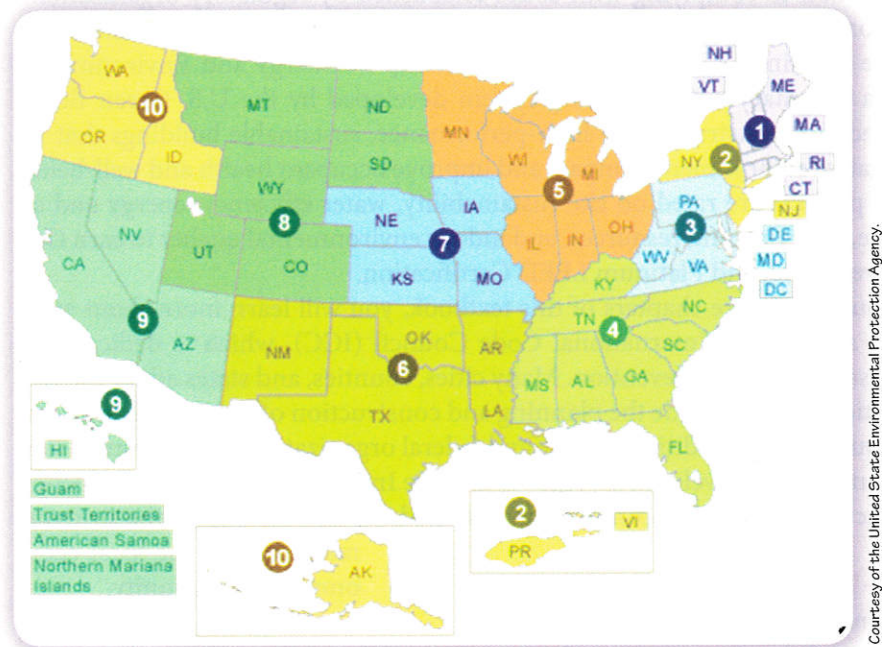 NH
VT
ME
WA
MT
ND
10
MN
1
MA
OR
ID
SD
WI
MI
NY
2
RI
CT
WY
IA
5
PA
NJ
8
NE
3
DE
NV
UT
7
IL
IN
OH
WV
VA
MD
CA
CO
KS
MO
KY
DC
9
AZ
NM
OK
AR
TN
4
NC
SC
6
MS
AL
GA
TX
LA
FL
9
HI
Guam
Trust Territories
American Samoa
Northern Mariana
Islands
10
AK
2
VI
PR
Courtesy of the United State Environmental Protection Agency.